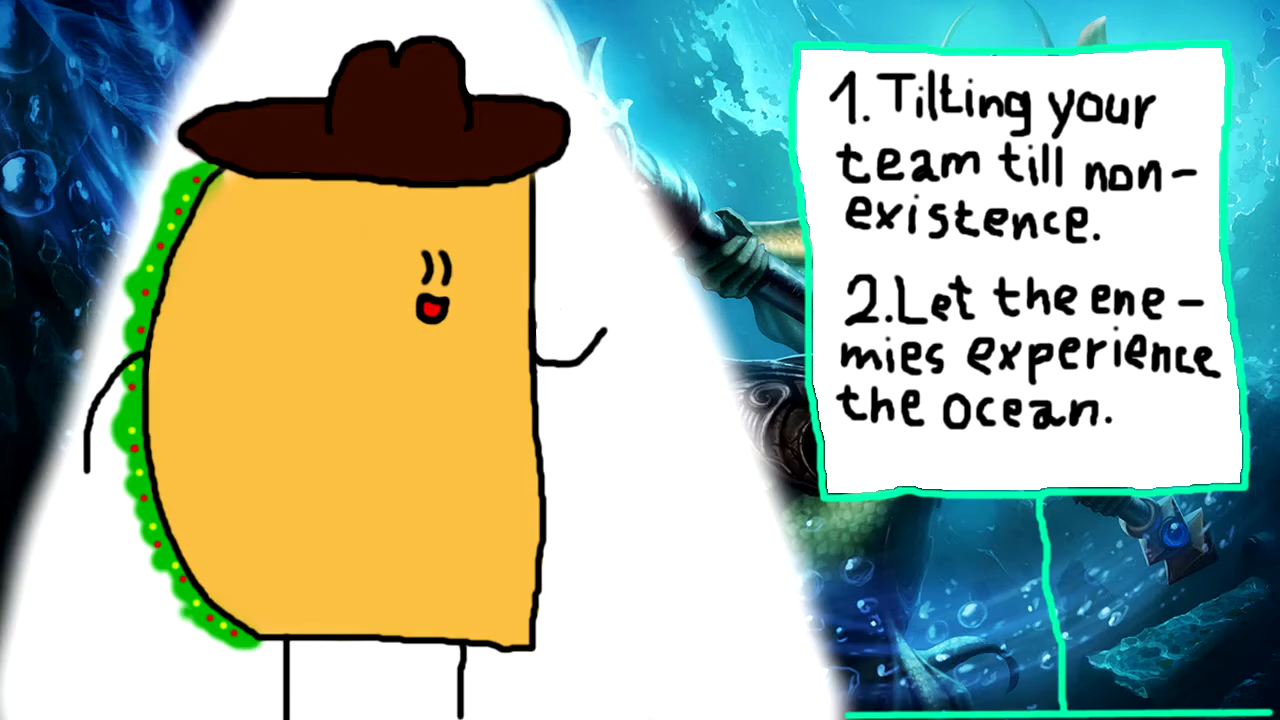 1. Tilting your
team till non-
existence.
2. Let the ene-
mies experience
the ocean.